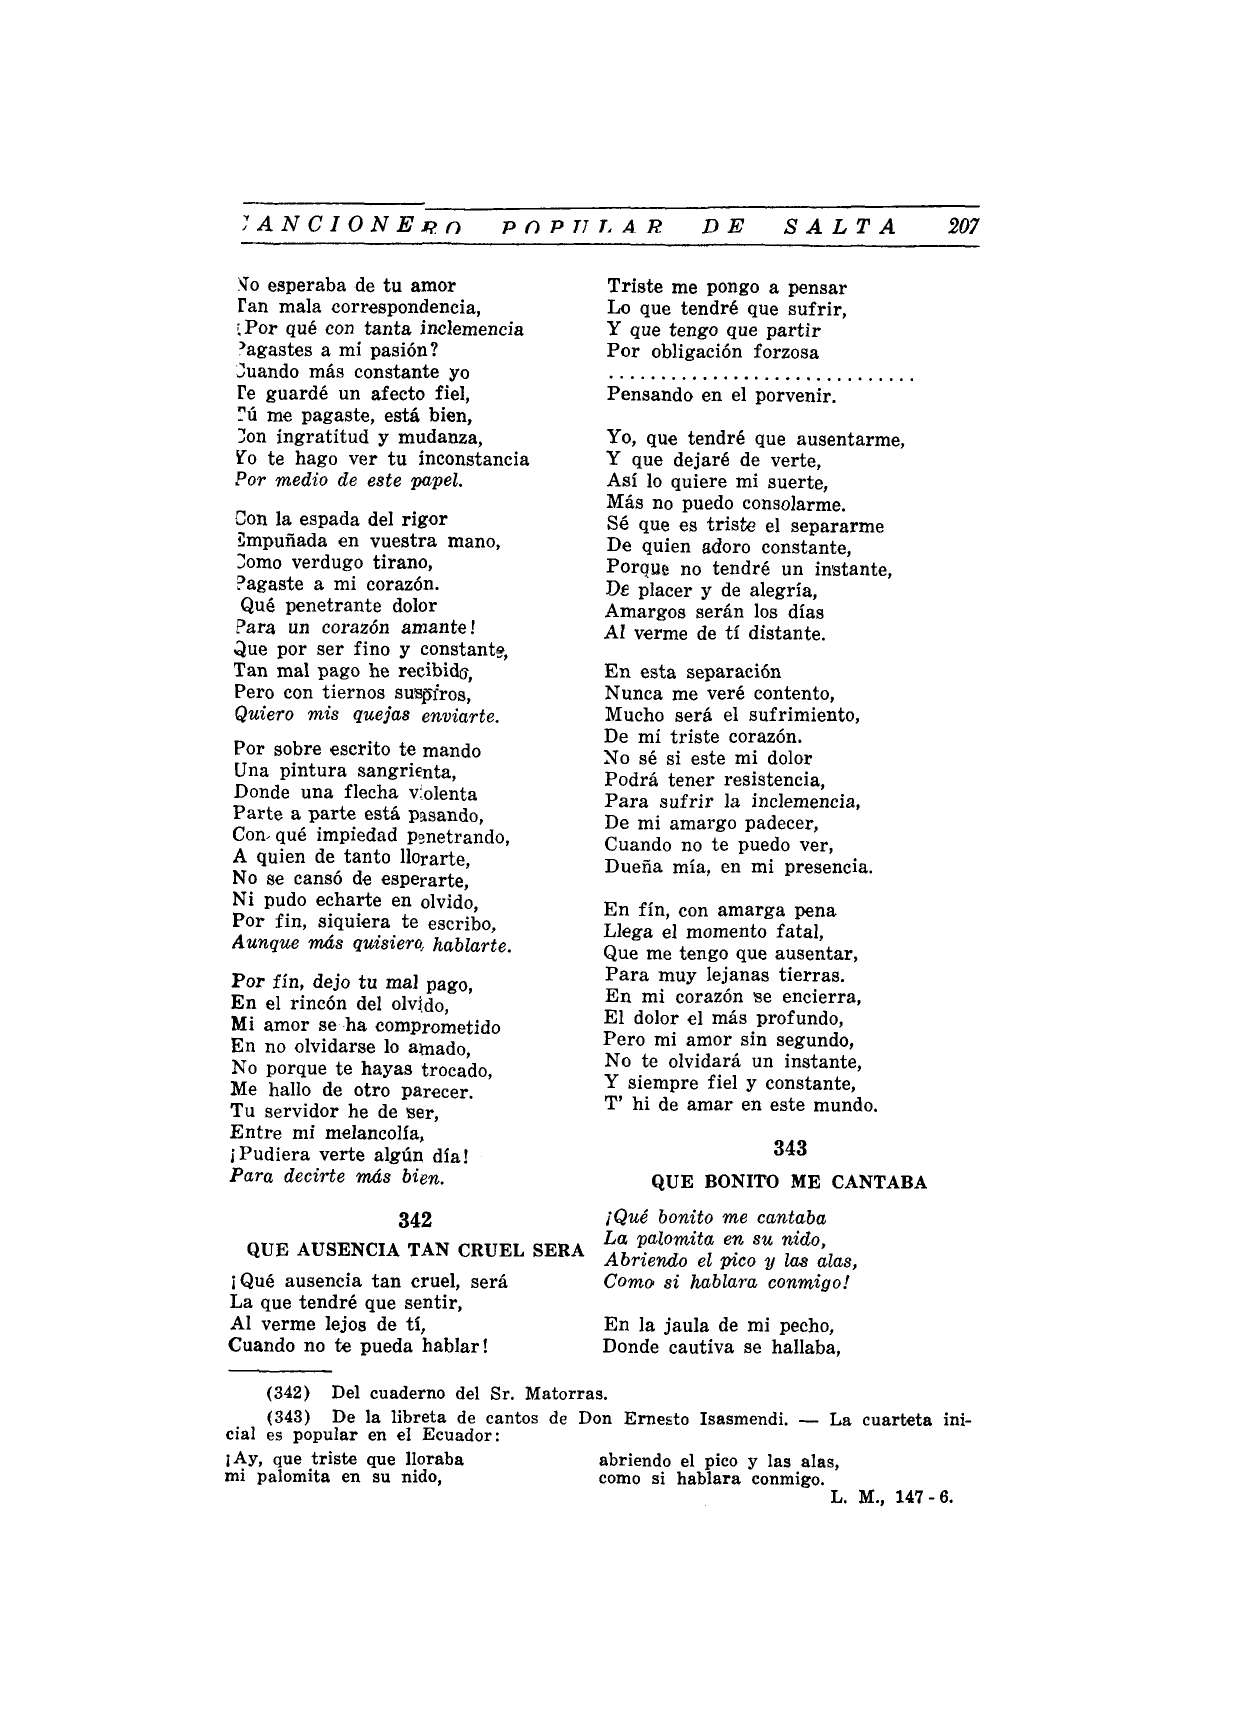 CANCIONERO POPULAR DE SALTA 207
No esperaba de tu amor
Tan mala correspondencia,
¿Por qué con tanta inclemencia
Pagastes a mi pasión?
Cuando más constante yo
Te guardé un afecto fiel,
Tú me pagaste, está bien,
Con ingratitud y mudanza,
Yo te hago ver tu inconstancia
Por medio de este papel.
Con la espada del rigor
Empuñada en vuestra mano,
Como verdugo tirano,
Pagaste a mi corazón.
Qué penetrante dolor
Para un corazón amante!
Que por ser fino y constante,
Tan mal pago he recibido,
Pero con tiernos suspiros,
Quiero mis quejas enviarte.
Por sobre escrito te mando
Una pintura sangrienta,
Donde una flecha violenta
Parte a parte está pasando,
Con qué impiedad penetrando,
A quien de tanto llorarte,
No se cansó de esperarte,
Ni pudo echarte en olvido,
Por fin, siquiera te escribo,
Aunque más quisiera hablarte.
Por fín, dejo tu mal pago,
En el rincón del olvido,
Mi amor se ha comprometido
En no olvidarse lo amado,
No porque te hayas trocado,
Me hallo de otro parecer.
Tu servidor he de ser,
Entre mi melancolía,
¡Pudiera verte algún día!
Para decirte más bien.
342
QUE AUSENCIA TAN CRUEL SERA
¡Qué ausencia tan cruel, será
La que tendré que sentir,
Al verme lejos de tí,
Cuando no te pueda hablar!
Triste me pongo a pensar
Lo que tendré que sufrir,
Y que tengo que partir
Por obligación forzosa
.............................
Pensando en el porvenir.
Yo, que tendré que ausentarme,
Y que dejaré de verte,
Así lo quiere mi suerte,
Más no puedo consolarme.
Sé que es triste el separarme
De quien adoro constante,
Porque no tendré un instante,
De placer y de alegría,
Amargos serán los días
Al verme de tí distante.
En esta separación
Nunca me veré contento,
Mucho será el sufrimiento,
De mi triste corazón.
No sé si este mi dolor
Podrá tener resistencia,
Para sufrir la inclemencia,
De mi amargo padecer,
Cuando no te puedo ver,
Dueña mía, en mi presencia.
En fín, con amarga pena
Llega el momento fatal,
Que me tengo que ausentar,
Para muy lejanas tierras.
En mi corazón se encierra,
El dolor el más profundo,
Pero mi amor sin segundo,
No te olvidará un instante,
Y siempre fiel y constante,
T' hi de amar en este mundo.
343
QUE BONITO ME CANTABA
¡Qué bonito me cantaba
La palomita en su nido,
Abriendo el pico y las alas,
Como si hablara conmigo!
En la jaula de mi pecho,
Donde cautiva se hallaba,
(342) Del cuaderno del Sr. Matorras.
(343) De la libreta de cantos de Don Ernesto Isasmendi. — La cuarteta ini-
cial es popular en el Ecuador:
¡Ay, que triste que lloraba
mi palomita en su nido,
abriendo el pico y las alas,
como si hablara conmigo.
L. M., 147 - 6.